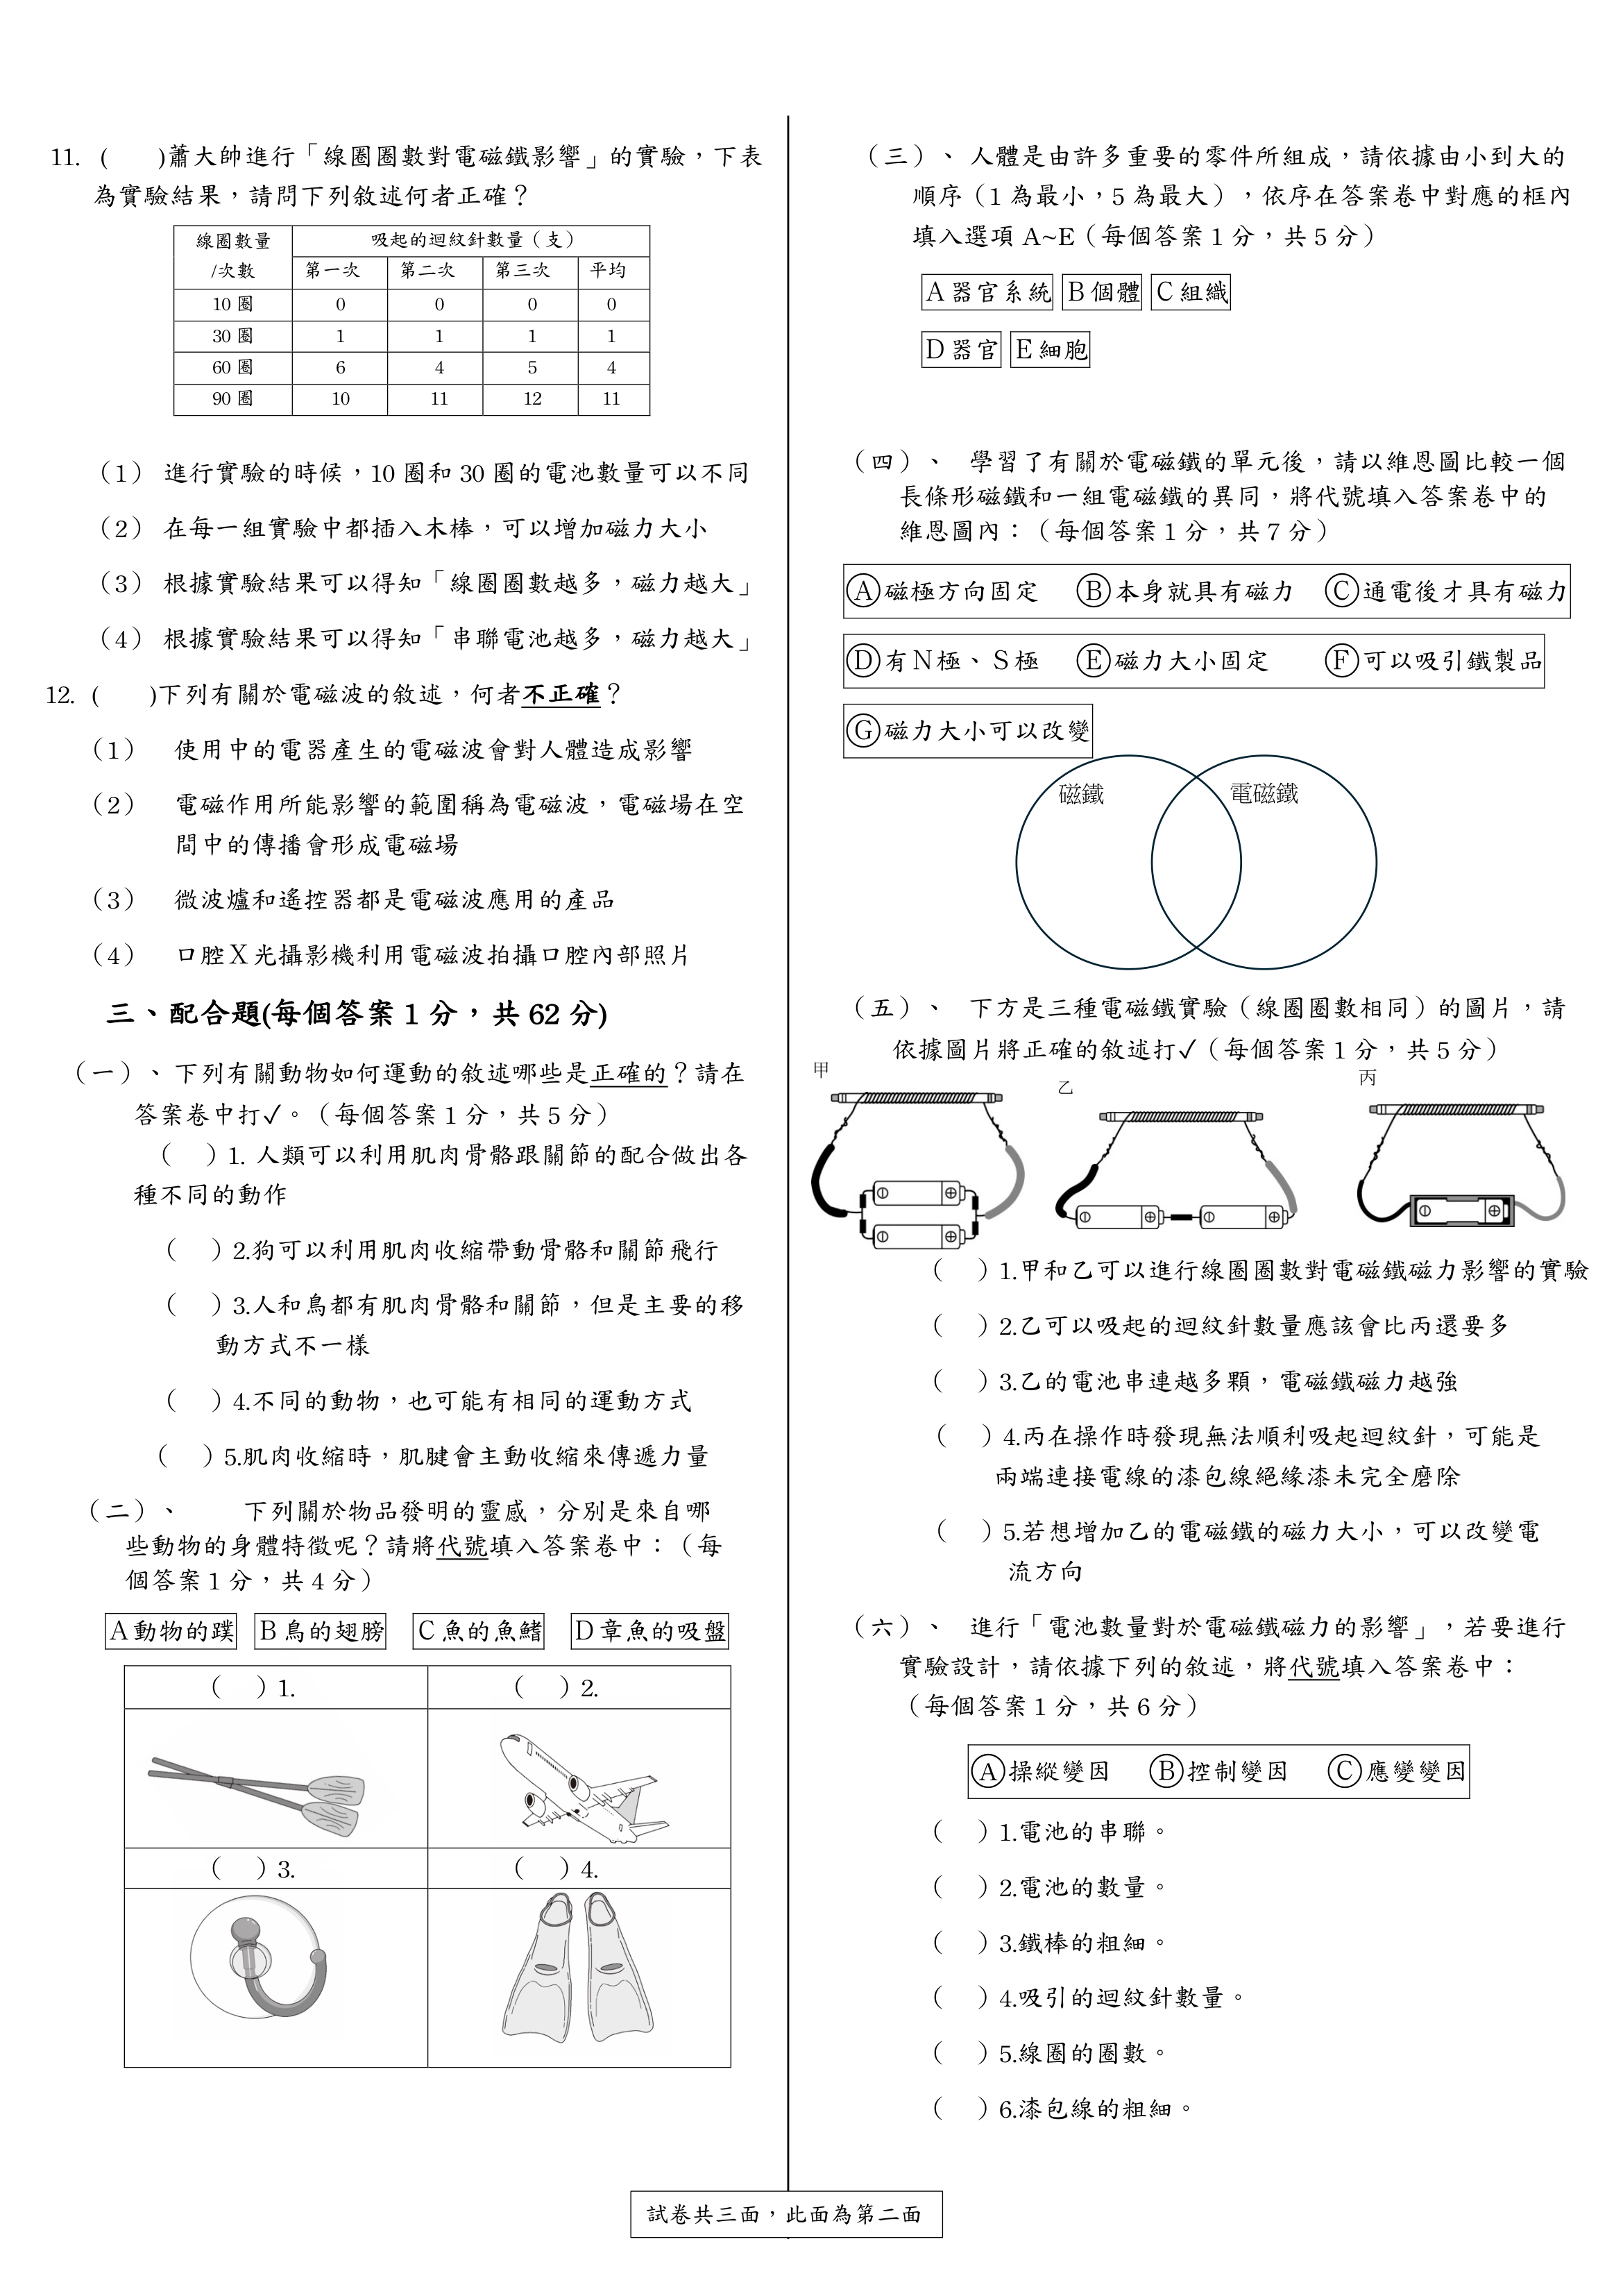 11. (　　)蕭大帥進行「線圈圈數對電磁鐵影響」的實驗，下表
為實驗結果，請問下列敘述何者正確？
線圈數量 吸起的迴紋針數量（支）
/次數 第一次 第二次 第三次 平均
10 圈 0 0 0 0
30 圈 1 1 1 1
60 圈 6 4 5 4
90 圈 10 11 12 11
（1） 進行實驗的時候，10 圈和 30 圈的電池數量可以不同
（2） 在每一組實驗中都插入木棒，可以增加磁力大小
（3） 根據實驗結果可以得知「線圈圈數越多，磁力越大」
（4） 根據實驗結果可以得知「串聯電池越多，磁力越大」
12. (　　)下列有關於電磁波的敘述，何者不正確？
（1） 使用中的電器產生的電磁波會對人體造成影響
（2） 電磁作用所能影響的範圍稱為電磁波，電磁場在空
間中的傳播會形成電磁場
（3） 微波爐和遙控器都是電磁波應用的產品
（4） 口腔X光攝影機利用電磁波拍攝口腔內部照片
三、配合題(每個答案 1 分，共 62 分)
（一）、下列有關動物如何運動的敘述哪些是正確的？請在
答案卷中打✓。（每個答案 1 分，共 5 分）
（　）1. 人類可以利用肌肉骨骼跟關節的配合做出各
種不同的動作
（　）2.狗可以利用肌肉收縮帶動骨骼和關節飛行
（　）3.人和鳥都有肌肉骨骼和關節，但是主要的移
動方式不一樣
（　）4.不同的動物，也可能有相同的運動方式
（　）5.肌肉收縮時，肌腱會主動收縮來傳遞力量
（二）、 下列關於物品發明的靈感，分別是來自哪
些動物的身體特徵呢？請將代號填入答案卷中：（每
個答案 1 分，共 4 分）
A動物的蹼 B鳥的翅膀 C魚的魚鰭 D章魚的吸盤
（　）1. （　）2.
（　）3. （　）4.
（三）、人體是由許多重要的零件所組成，請依據由小到大的
順序（1 為最小，5 為最大），依序在答案卷中對應的框內
填入選項 A~E（每個答案 1 分，共 5 分）
A器官系統 B個體 C組織
D器官 E細胞
（四）、 學習了有關於電磁鐵的單元後，請以維恩圖比較一個
長條形磁鐵和一組電磁鐵的異同，將代號填入答案卷中的
維恩圖內：（每個答案 1 分，共 7 分）
Ⓐ磁極方向固定 Ⓑ本身就具有磁力 Ⓒ通電後才具有磁力
Ⓓ有N極、S極 Ⓔ磁力大小固定 Ⓕ可以吸引鐵製品
Ⓖ磁力大小可以改變
磁鐵 電磁鐵
（五）、 下方是三種電磁鐵實驗（線圈圈數相同）的圖片，請
依據圖片將正確的敘述打✓（每個答案 1 分，共 5 分）
甲 乙 丙
（　）1.甲和乙可以進行線圈圈數對電磁鐵磁力影響的實驗
（　）2.乙可以吸起的迴紋針數量應該會比丙還要多
（　）3.乙的電池串連越多顆，電磁鐵磁力越強
（　）4.丙在操作時發現無法順利吸起迴紋針，可能是
兩端連接電線的漆包線絕緣漆未完全磨除
（　）5.若想增加乙的電磁鐵的磁力大小，可以改變電
流方向
（六）、 進行「電池數量對於電磁鐵磁力的影響」，若要進行
實驗設計，請依據下列的敘述，將代號填入答案卷中：
（每個答案 1 分，共 6 分）
Ⓐ操縱變因 Ⓑ控制變因 Ⓒ應變變因
（　）1.電池的串聯。
（　）2.電池的數量。
（　）3.鐵棒的粗細。
（　）4.吸引的迴紋針數量。
（　）5.線圈的圈數。
（　）6.漆包線的粗細。
試卷共三面，此面為第二面